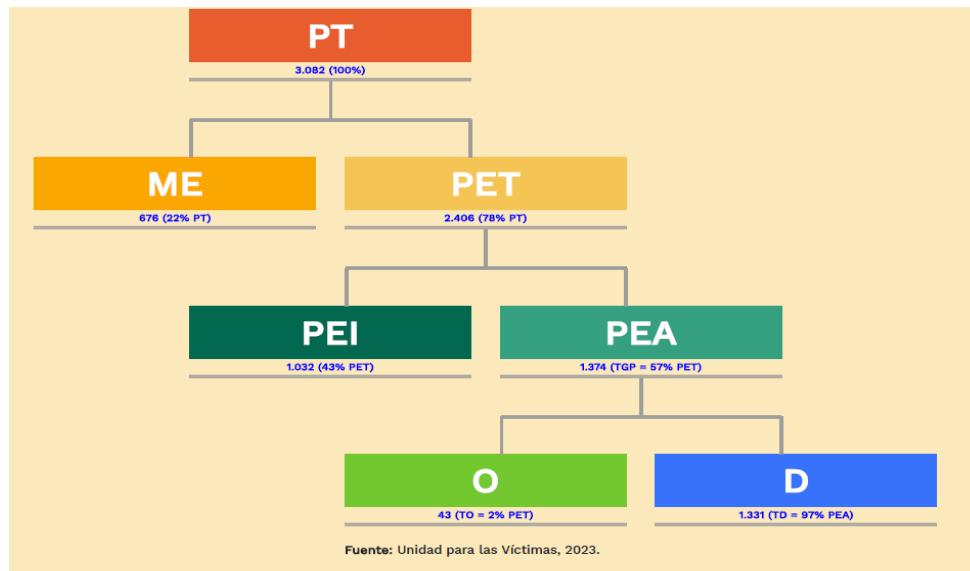 PT
3.082 (100%)
ME
PET
676 (22% PT)
2.406 (78% PT)
PEI
PEA
1.032 (43% PET)
1.374 (TGP = 57% PET)
O
D
43 (TO = 2% PET)
1.331 (TD = 97% PEA)
Fuente: Unidad para las Víctimas, 2023.